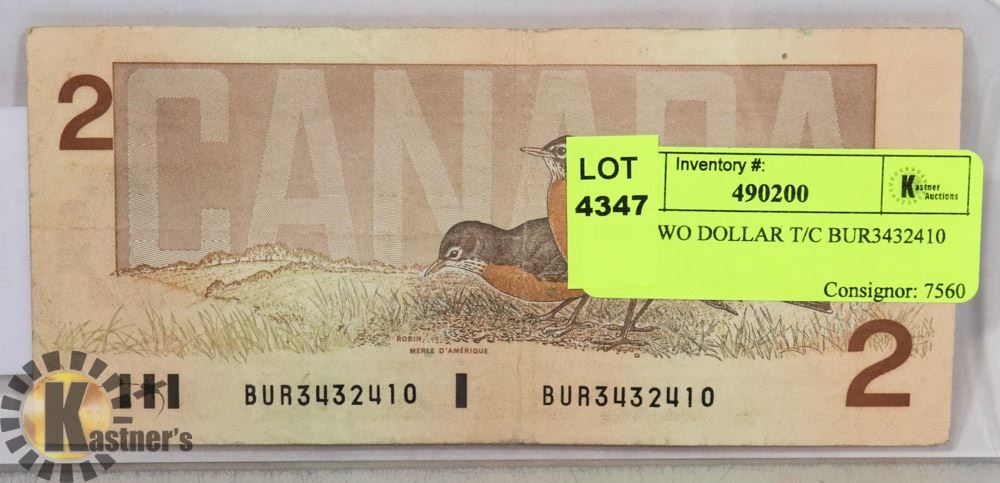 2
CANADA
LOT
4347
Inventory #:
490200
Kastner
Auctions
WO DOLLAR T/C BUR3432410
Consignor: 7560
ROBIN
MERLE D'AMÉRIQUE
2
BUR3432410 BUR3432410
Kastner's